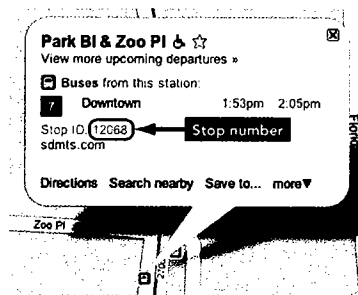 Park Bl & Zoo Pl
View more upcoming departures »
Buses from this station:
7 Downtown 1:53pm 2:05pm
Stop ID: 12068 Stop number
sdmts.com
Directions Search nearby Save to... more▼
Zoo Pl
Florid